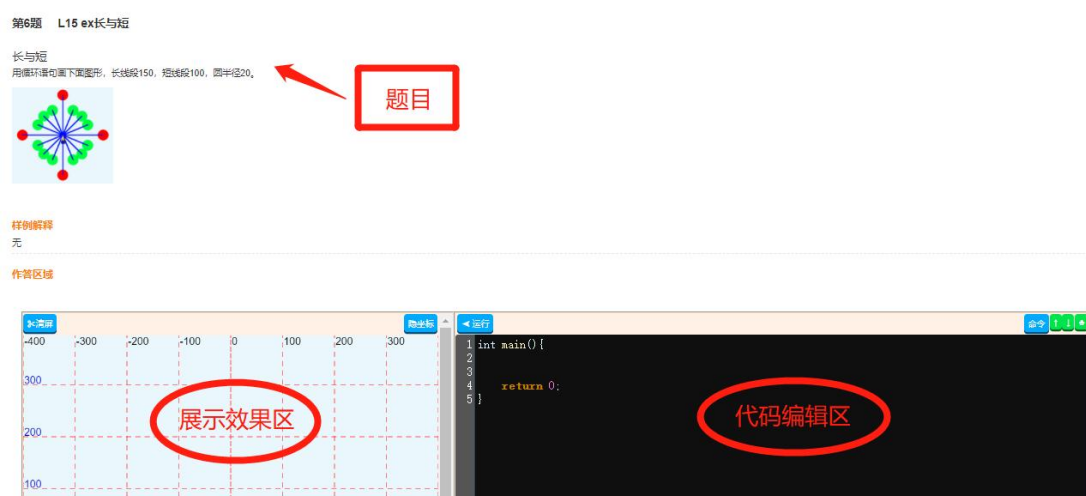 第6题 L15 ex长与短
长与短
用循环语句画下面图形，长线段150，短线段100，圆半径20。
题目
样例解释
无
作答区域
清屏
隐坐标
运行
命令
-400 -300 -200 -100 0 100 200 300
1 int main(){
2
3
4 return 0;
5 }
300
展示效果区
代码编辑区
200
100